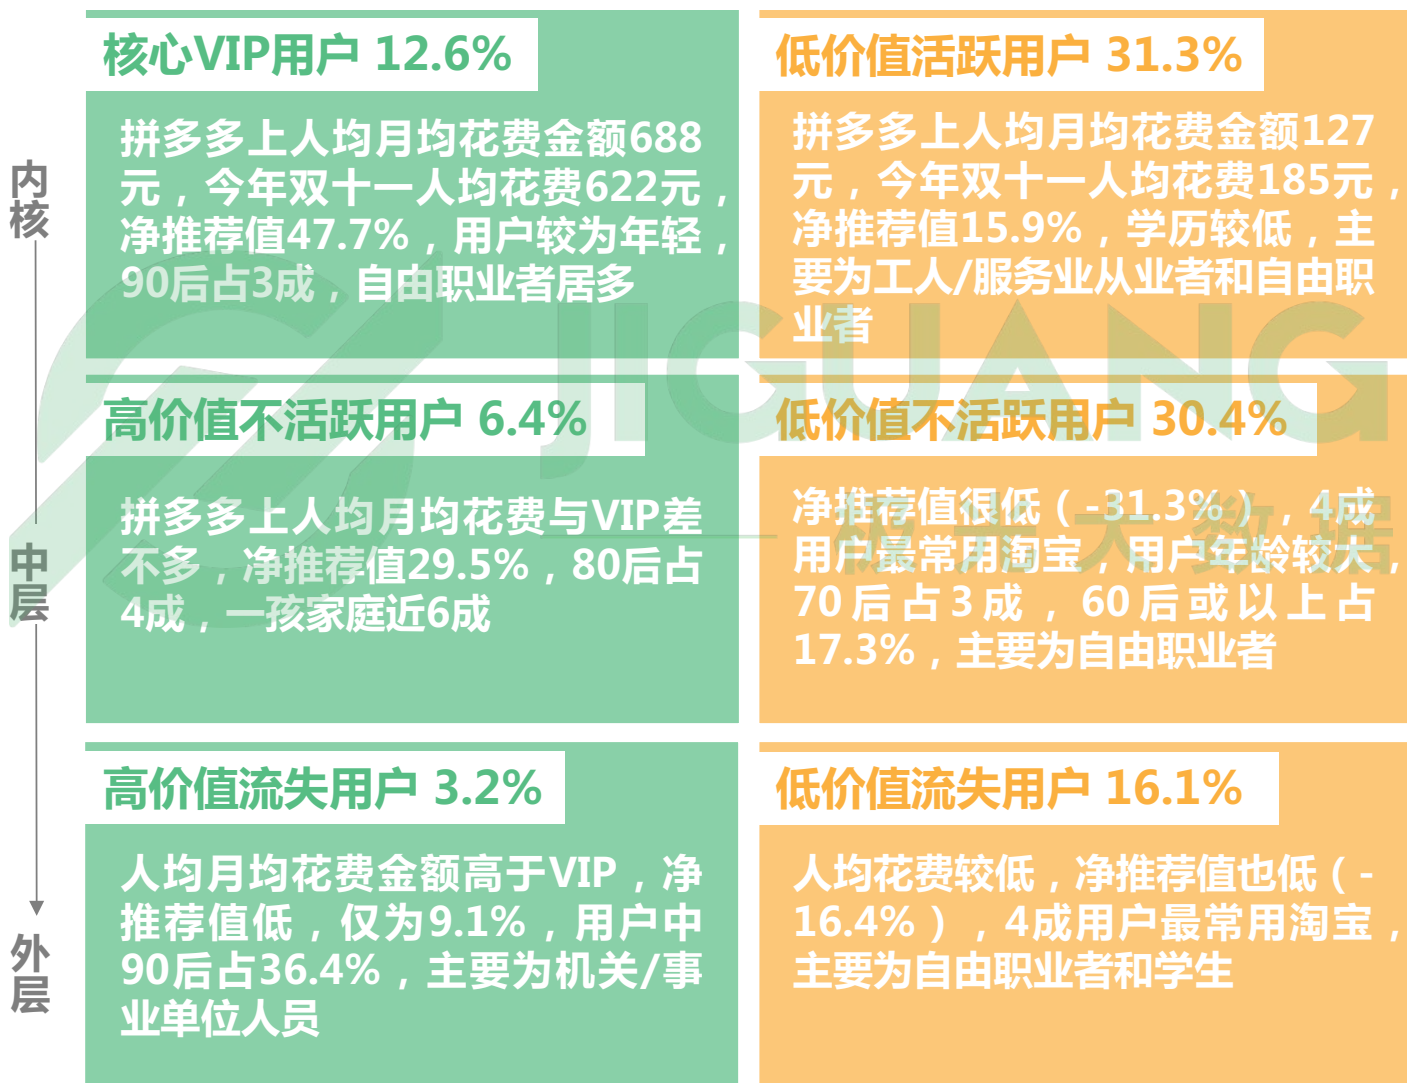 内核
核心VIP用户 12.6%
拼多多上人均月均花费金额688
元，今年双十一人均花费622元，
净推荐值47.7%，用户较为年轻，
90后占3成，自由职业者居多
低价值活跃用户 31.3%
拼多多上人均月均花费金额127
元，今年双十一人均花费185元，
净推荐值15.9%，学历较低，主
要为工人/服务业从业者和自由职
业者
中层
高价值不活跃用户 6.4%
拼多多上人均月均花费与VIP差
不多，净推荐值29.5%，80后占
4成，一孩家庭近6成
低价值不活跃用户 30.4%
净推荐值很低（-31.3%），4成
用户最常用淘宝，用户年龄较大，
70后占3成，60后或以上占
17.3%，主要为自由职业者
外层
高价值流失用户 3.2%
人均月均花费金额高于VIP，净
推荐值低，仅为9.1%，用户中
90后占36.4%，主要为机关/事
业单位人员
低价值流失用户 16.1%
人均花费较低，净推荐值也低（-
16.4%），4成用户最常用淘宝，
主要为自由职业者和学生
JIGUANG
极光大数据